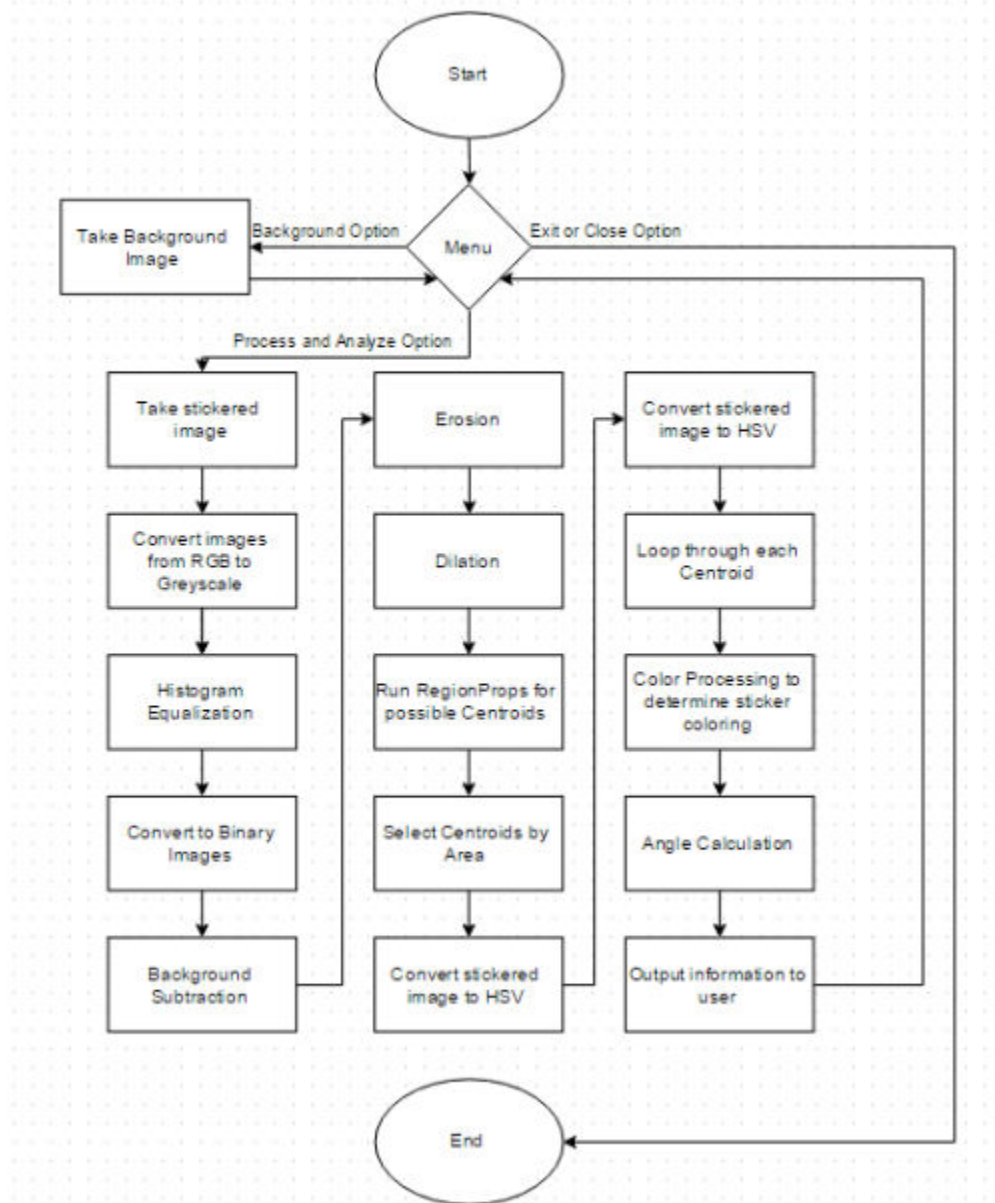 Start
Menu
Background Option
Exit or Close Option
Take Background
Image
Process and Analyze Option
Take stickered
image
Convert images
from RGB to
Greyscale
Histogram
Equalization
Convert to Binary
Images
Background
Subtraction
Erosion
Dilation
Run RegionProps for
possible Centroids
Select Centroids by
Area
Convert stickered
image to HSV
Convert stickered
image to HSV
Loop through each
Centroid
Color Processing to
determine sticker
coloring
Angle Calculation
Output information to
user
End